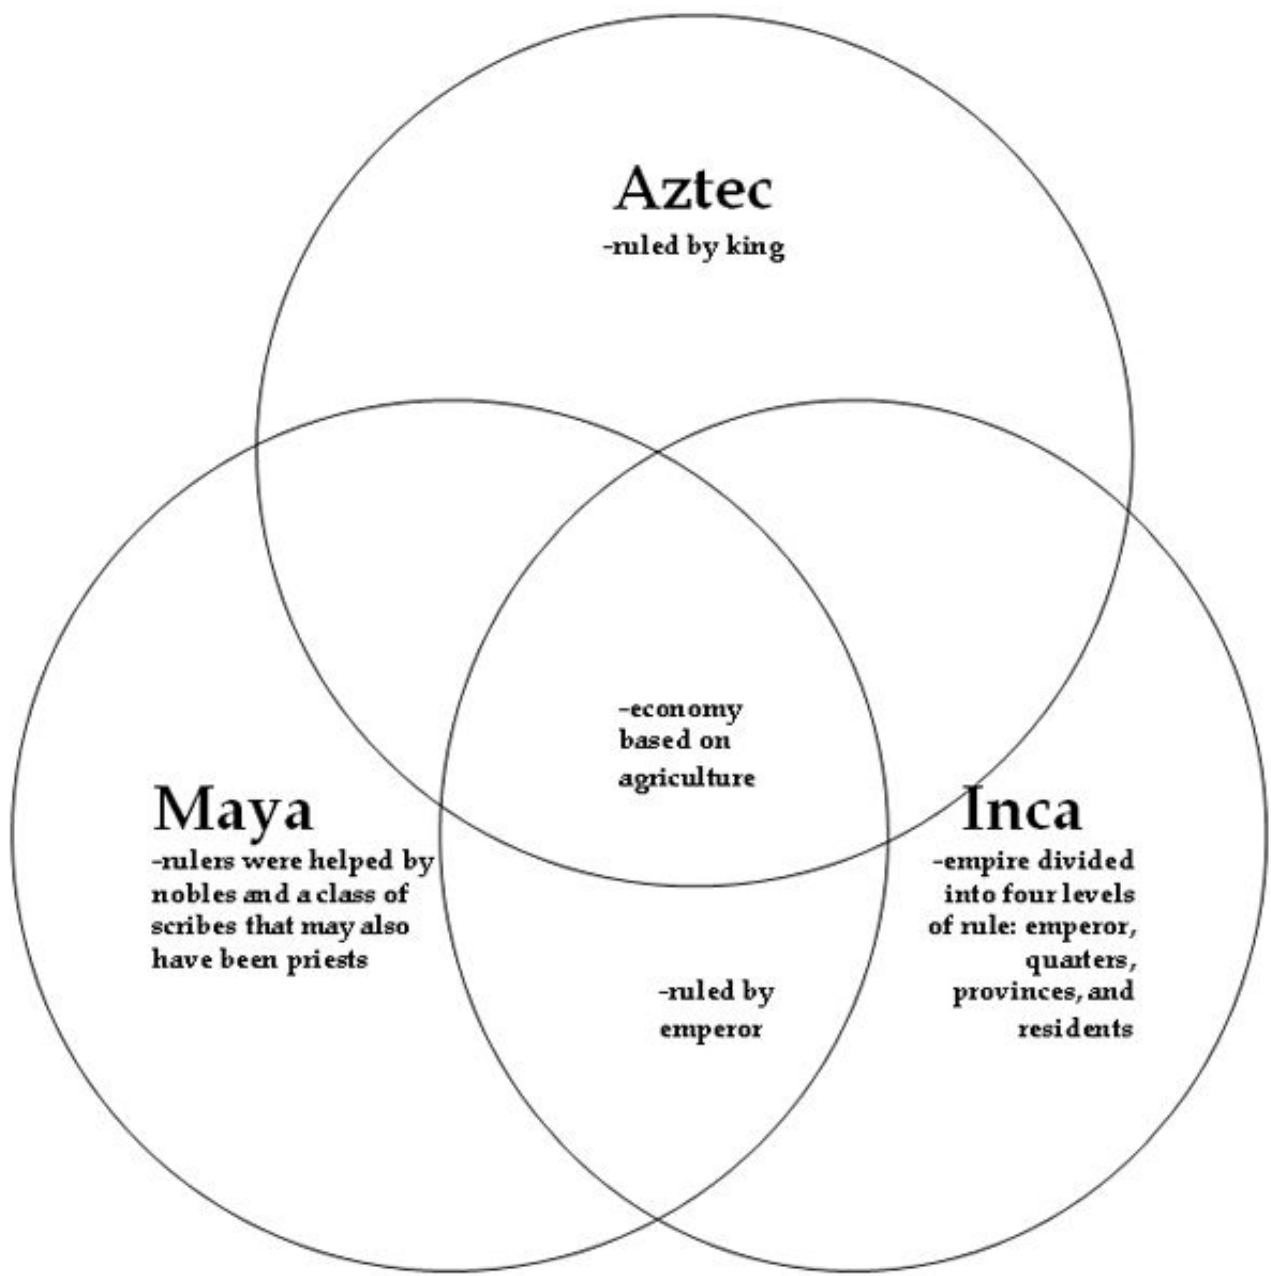 Aztec
-ruled by king
-economy
based on
agriculture
Maya
-rulers were helped by
nobles and a class of
scribes that may also
have been priests
Inca
-empire divided
into four levels
of rule: emperor,
quarters,
provinces, and
residents
-ruled by
emperor